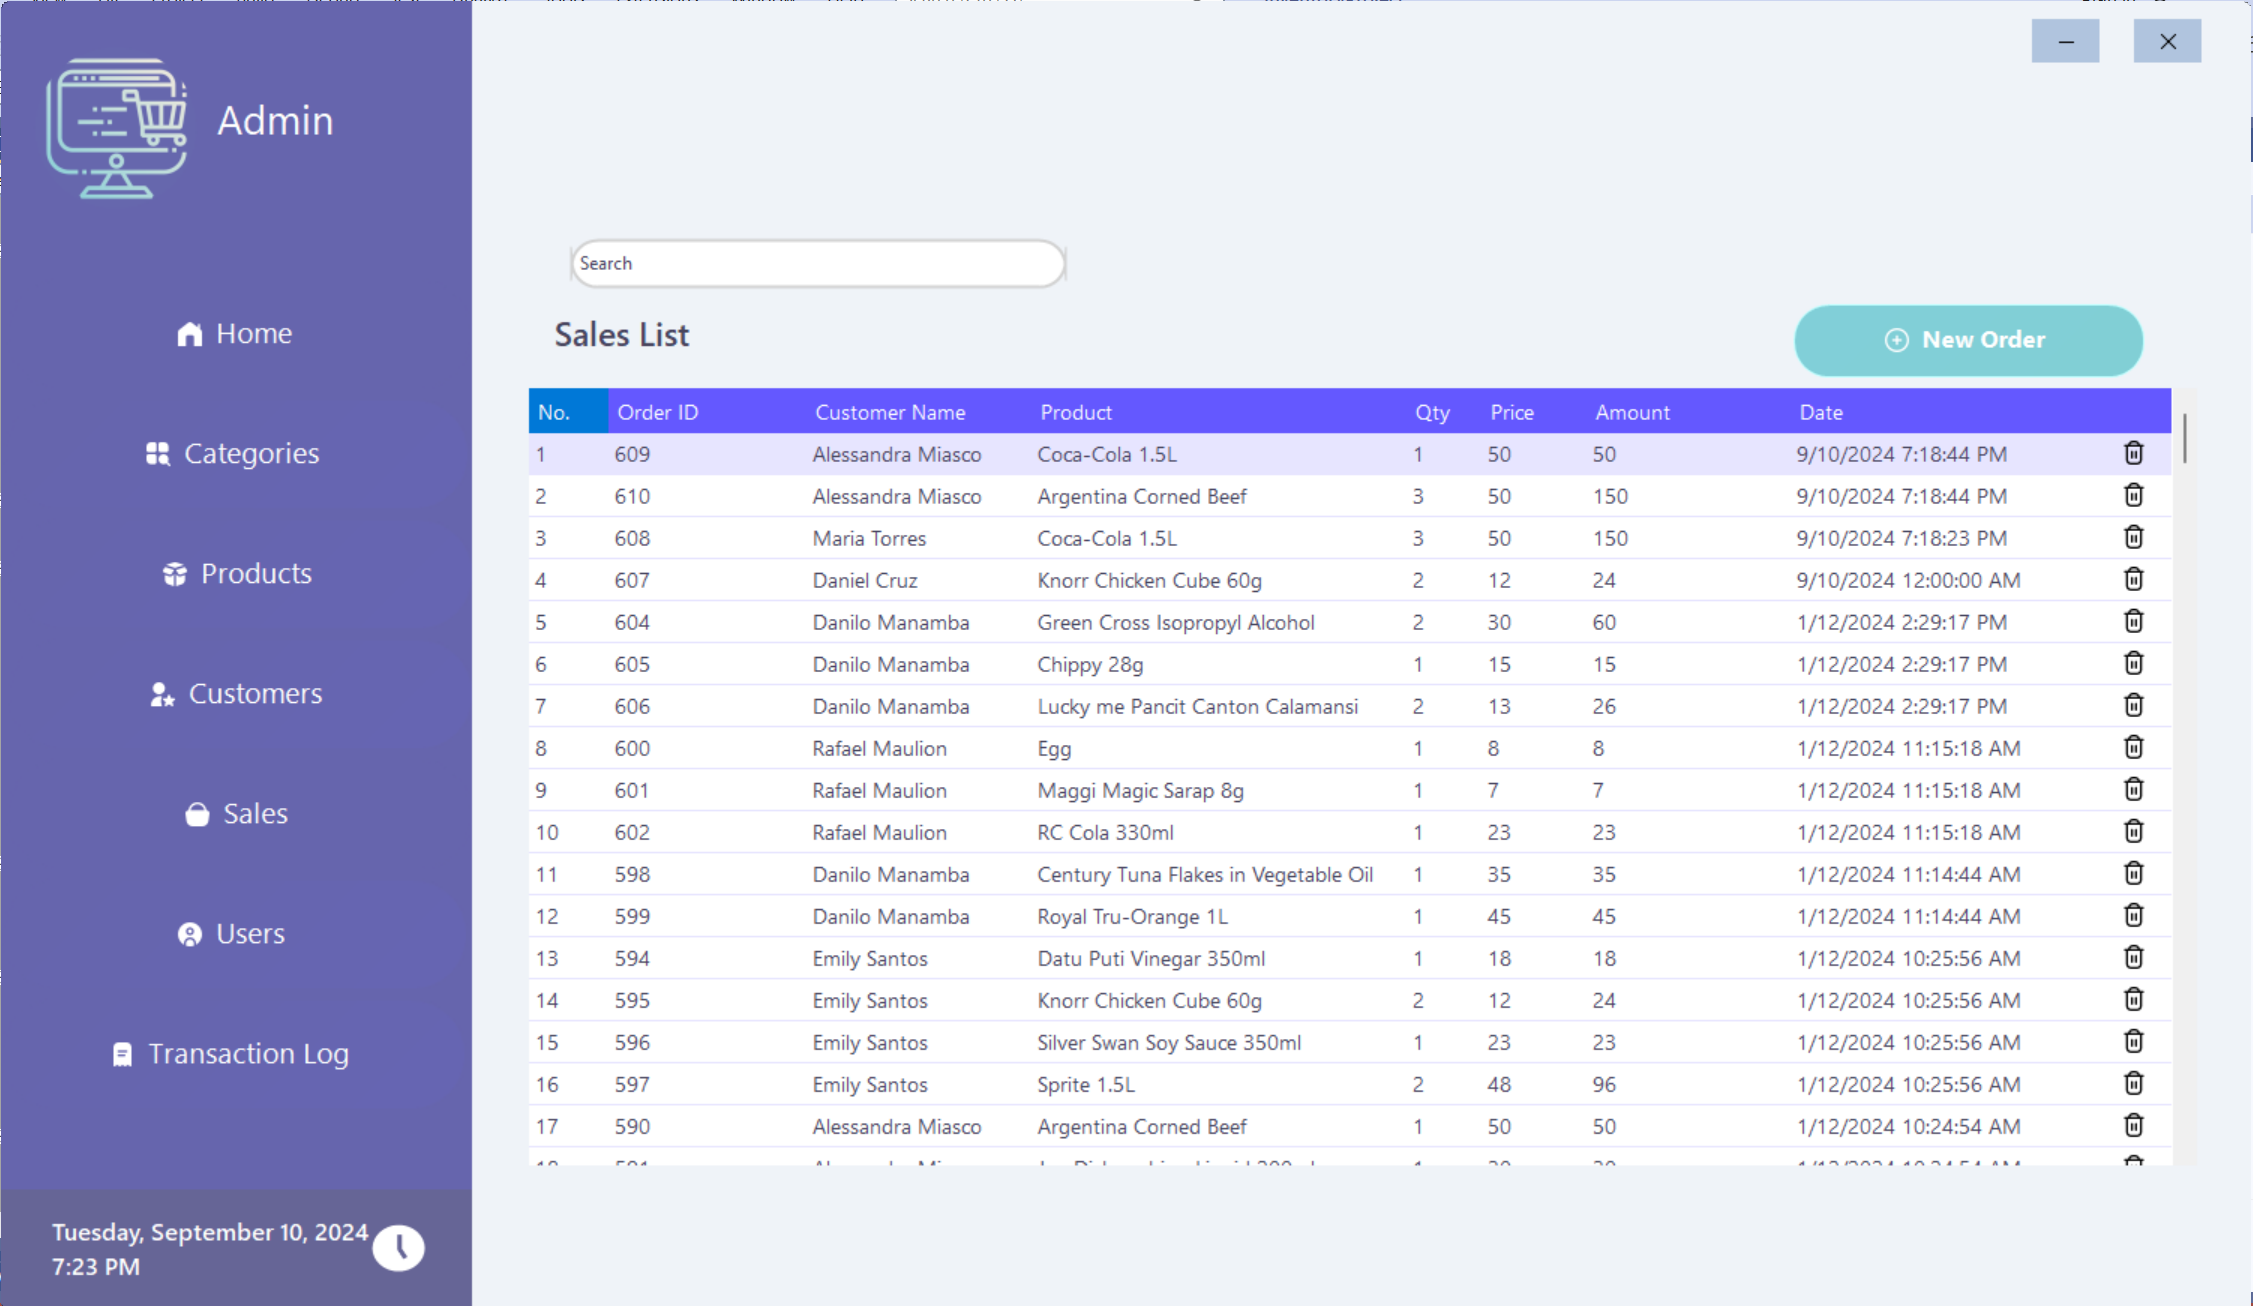 Admin
Search
Home
Sales List
New Order
No. Order ID Customer Name Product Qty Price Amount Date
1 609 Alessandra Miasco Coca-Cola 1.5L 1 50 50 9/10/2024 7:18:44 PM
2 610 Alessandra Miasco Argentina Corned Beef 3 50 150 9/10/2024 7:18:44 PM
3 608 Maria Torres Coca-Cola 1.5L 3 50 150 9/10/2024 7:18:23 PM
4 607 Daniel Cruz Knorr Chicken Cube 60g 2 12 24 9/10/2024 12:00:00 AM
5 604 Danilo Manamba Green Cross Isopropyl Alcohol 2 30 60 1/12/2024 2:29:17 PM
6 605 Danilo Manamba Chippy 28g 1 15 15 1/12/2024 2:29:17 PM
7 606 Danilo Manamba Lucky me Pancit Canton Calamansi 2 13 26 1/12/2024 2:29:17 PM
8 600 Rafael Maulion Egg 1 8 8 1/12/2024 11:15:18 AM
9 601 Rafael Maulion Maggi Magic Sarap 8g 1 7 7 1/12/2024 11:15:18 AM
10 602 Rafael Maulion RC Cola 330ml 1 23 23 1/12/2024 11:15:18 AM
11 598 Danilo Manamba Century Tuna Flakes in Vegetable Oil 1 35 35 1/12/2024 11:14:44 AM
12 599 Danilo Manamba Royal Tru-Orange 1L 1 45 45 1/12/2024 11:14:44 AM
13 594 Emily Santos Datu Puti Vinegar 350ml 1 18 18 1/12/2024 10:25:56 AM
14 595 Emily Santos Knorr Chicken Cube 60g 2 12 24 1/12/2024 10:25:56 AM
15 596 Emily Santos Silver Swan Soy Sauce 350ml 1 23 23 1/12/2024 10:25:56 AM
16 597 Emily Santos Sprite 1.5L 2 48 96 1/12/2024 10:25:56 AM
17 590 Alessandra Miasco Argentina Corned Beef 1 50 50 1/12/2024 10:24:54 AM
Categories
Products
Customers
Sales
Users
Transaction Log
Tuesday, September 10, 2024
7:23 PM